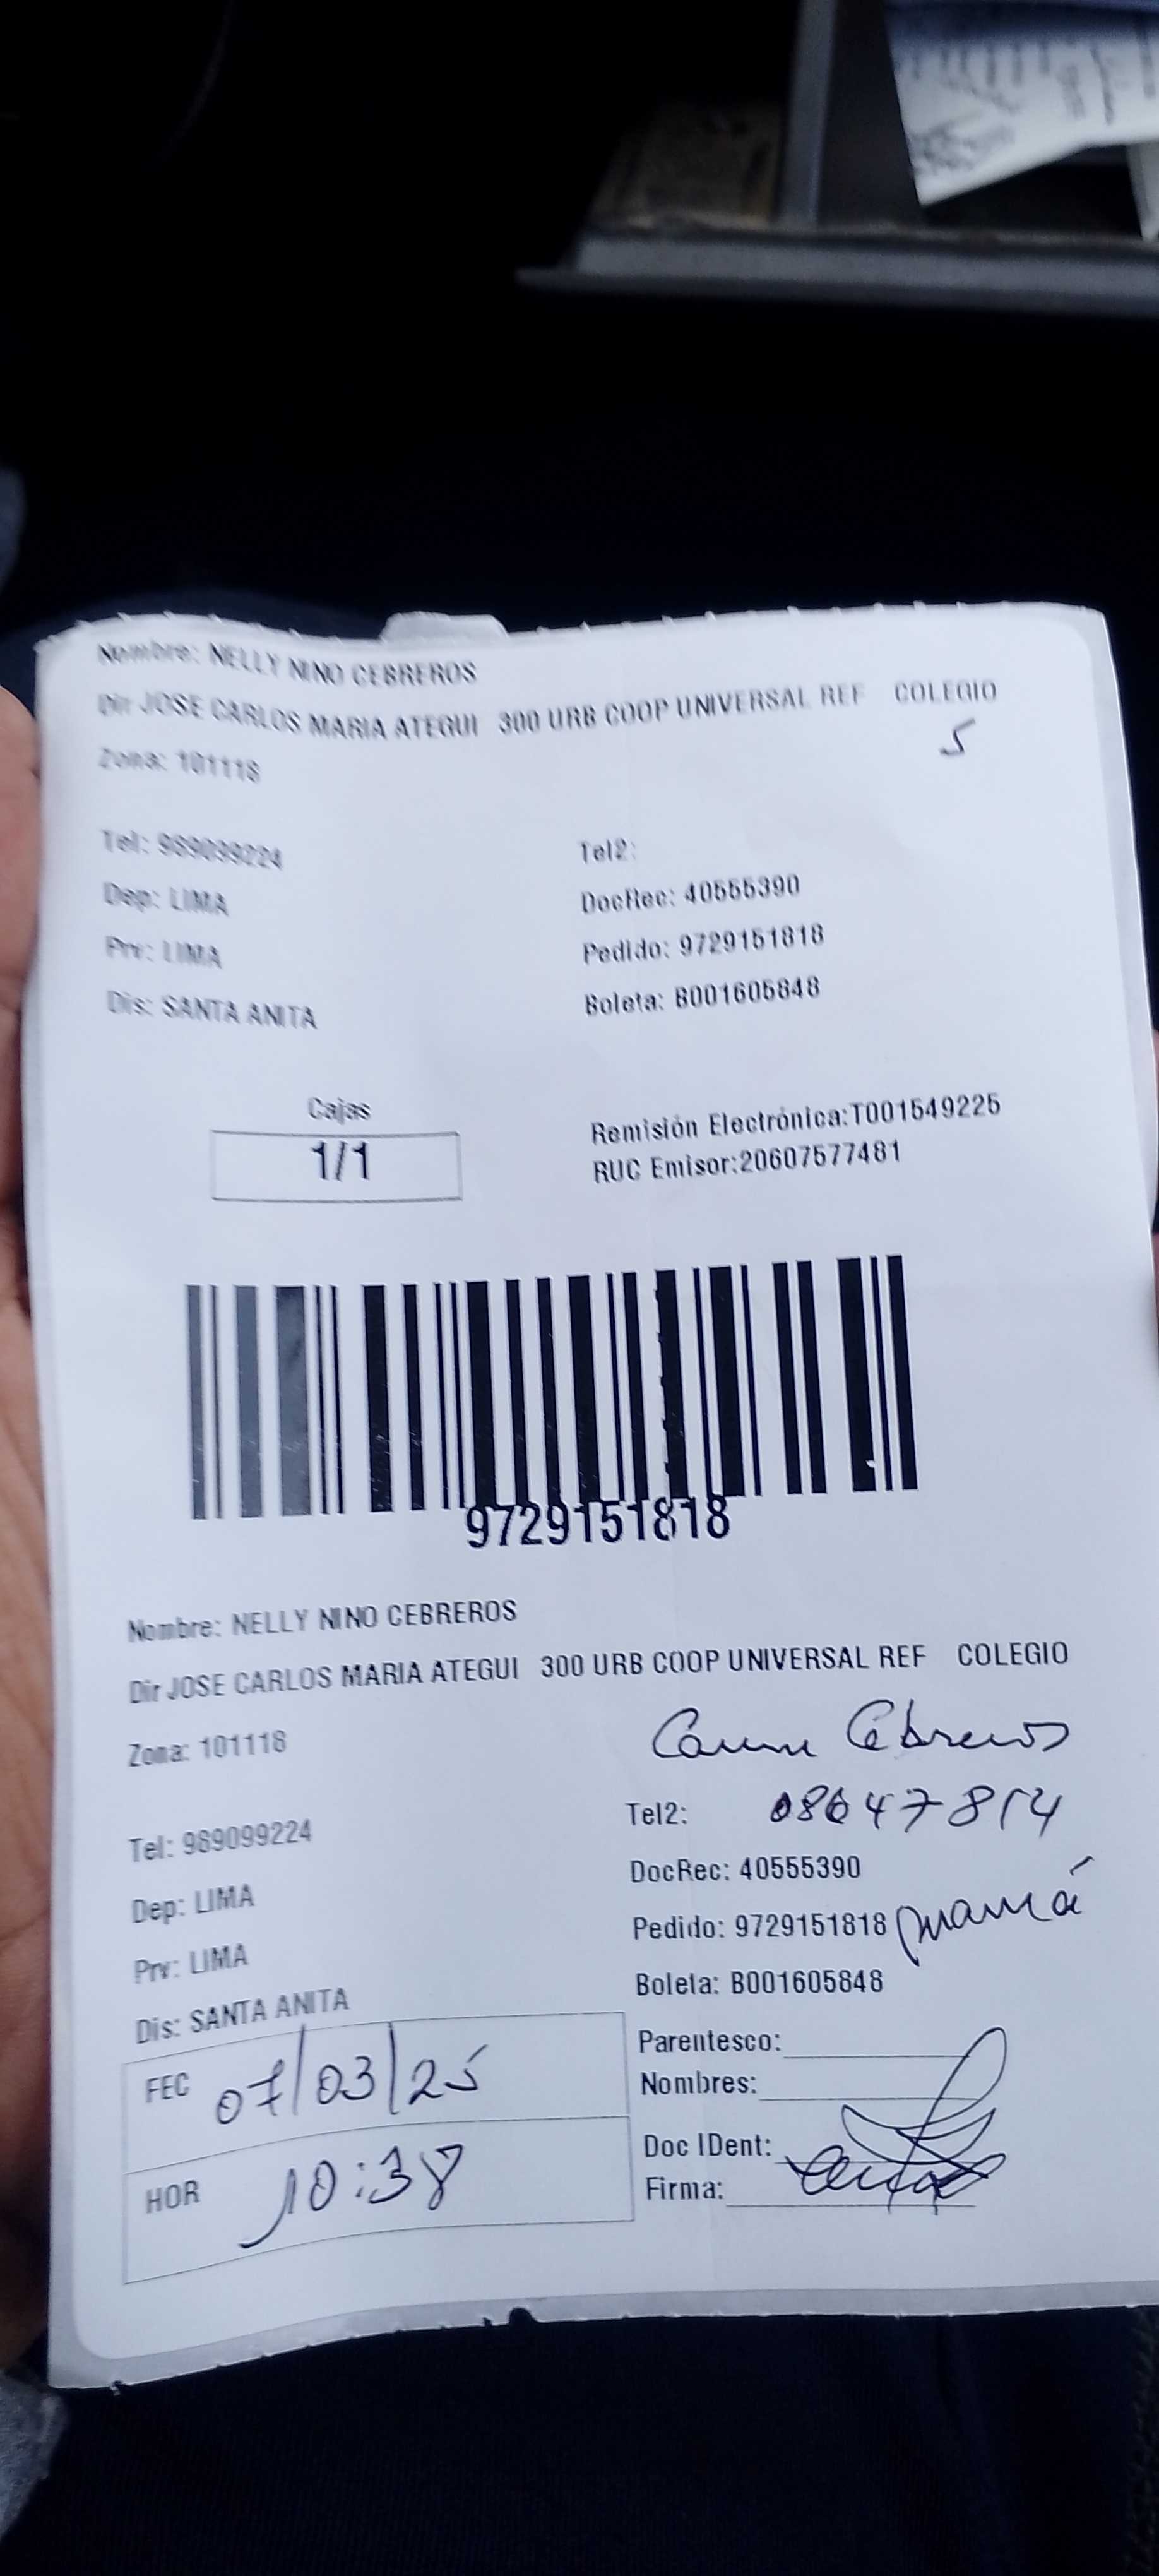 Nombre: NELLY NINO CEBREROS
Dir JOSE CARLOS MARIA ATEGUI 300 URB COOP UNIVERSAL REF COLEGIO
5
Zona: 101118
Tel: 989099224
Tel2:
Dep: LIMA
DocRec: 40555390
Prv: LIMA
Pedido: 9729151818
Dis: SANTA ANITA
Boleta: B001605848
Cajas
1/1
Remisión Electrónica:T001549225
RUC Emisor:20607577481
9729151818
Nombre: NELLY NINO CEBREROS
Dir JOSE CARLOS MARIA ATEGUI 300 URB COOP UNIVERSAL REF COLEGIO
Zona: 101118
Cebreros
Tel: 989099224
Tel2: 08647814
Dep: LIMA
DocRec: 40555390
Prv: LIMA
Pedido: 9729151818 mamá
Dis: SANTA ANITA
Boleta: B001605848
FEC 07/03/25
Parentesco:
Nombres:
HOR 10:38
Doc IDent:
Firma: